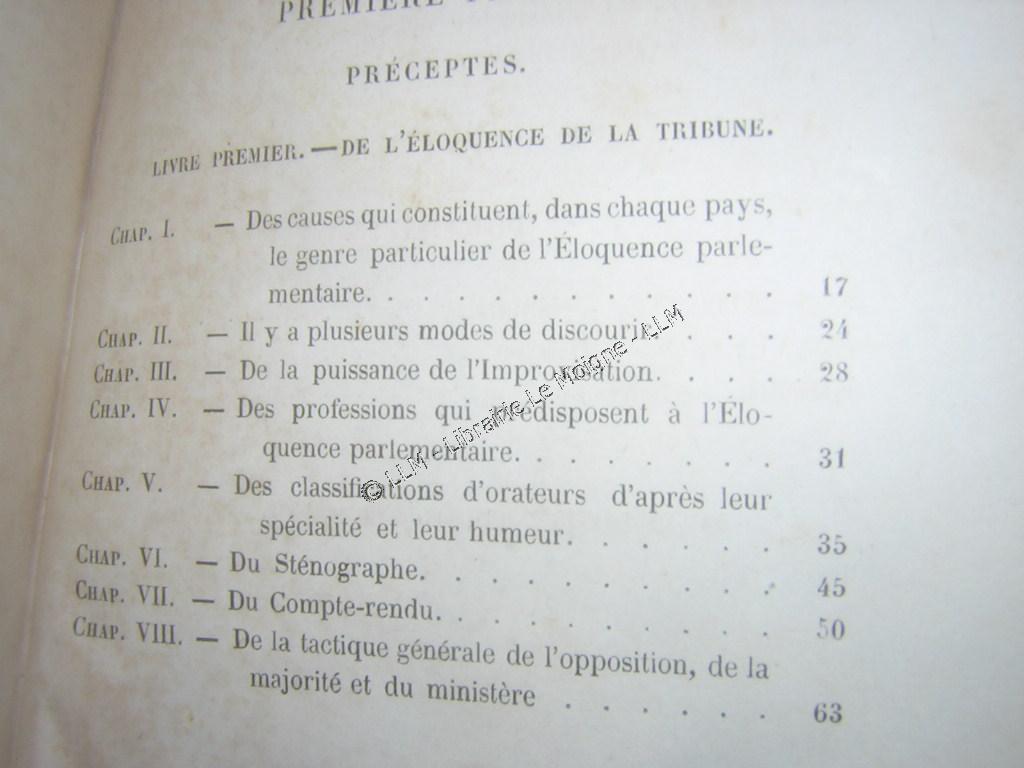 PREMIÈRE
PRÉCEPTES.
LIVRE PREMIER. — DE L'ÉLOQUENCE DE LA TRIBUNE.
CHAP. I. — Des causes qui constituent, dans chaque pays,
le genre particulier de l'Éloquence parle-
mentaire. . . . . . . . . . . . 17
CHAP. II. — Il y a plusieurs modes de discourir. . . . 24
CHAP. III. — De la puissance de l'Improvisation. . . . 28
CHAP. IV. — Des professions qui prédisposent à l'Élo-
quence parlementaire. . . . . . . . 31
CHAP. V. — Des classifications d'orateurs d'après leur
spécialité et leur humeur. . . . . . 35
CHAP. VI. — Du Sténographe. . . . . . . . . . 45
CHAP. VII. — Du Compte-rendu. . . . . . . . . . 50
CHAP. VIII. — De la tactique générale de l'opposition, de la
majorité et du ministère . . . . . . 63
© LLM - Librairie Le Moigne - LLM